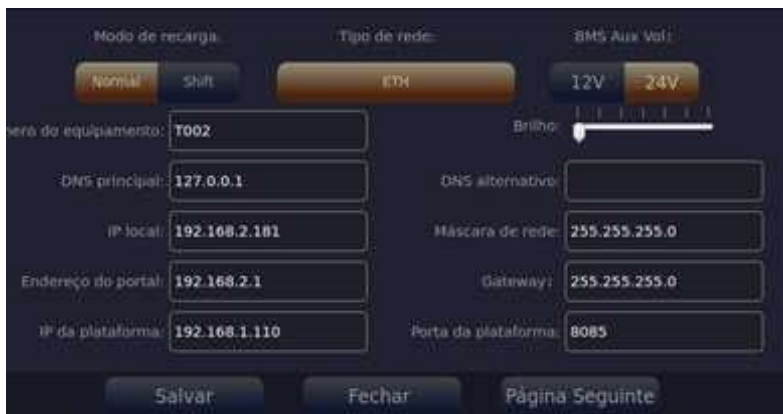 Modo de recarga: Tipo de rede: BMS Aux Vol:
Normal Shift ETH 12V 24V
mero do equipamento: T002 Brilho:
DNS principal: 127.0.0.1 DNS alternativo:
IP local: 192.168.2.181 Máscara de rede: 255.255.255.0
Endereço do portal: 192.168.2.1 Gateway: 255.255.255.0
IP da plataforma: 192.168.1.110 Porta da plataforma: 8085
Salvar Fechar Página Seguinte